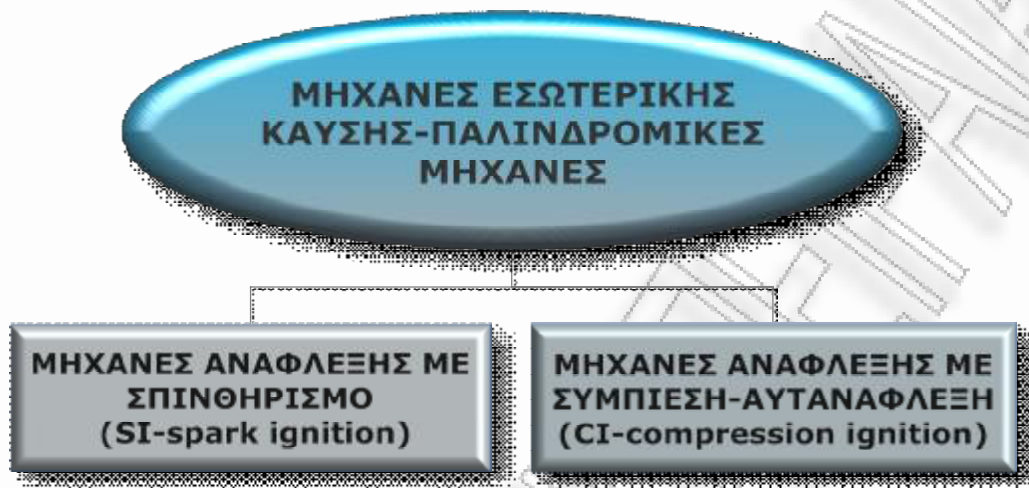 ΜΗΧΑΝΕΣ ΕΣΩΤΕΡΙΚΗΣ
ΚΑΥΣΗΣ-ΠΑΛΙΝΔΡΟΜΙΚΕΣ
ΜΗΧΑΝΕΣ
ΜΗΧΑΝΕΣ ΑΝΑΦΛΕΞΗΣ ΜΕ
ΣΠΙΝΘΗΡΙΣΜΟ
(SI-spark ignition)
ΜΗΧΑΝΕΣ ΑΝΑΦΛΕΞΗΣ ΜΕ
ΣΥΜΠΙΕΣΗ-ΑΥΤΑΝΑΦΛΕΞΗ
(CI-compression ignition)